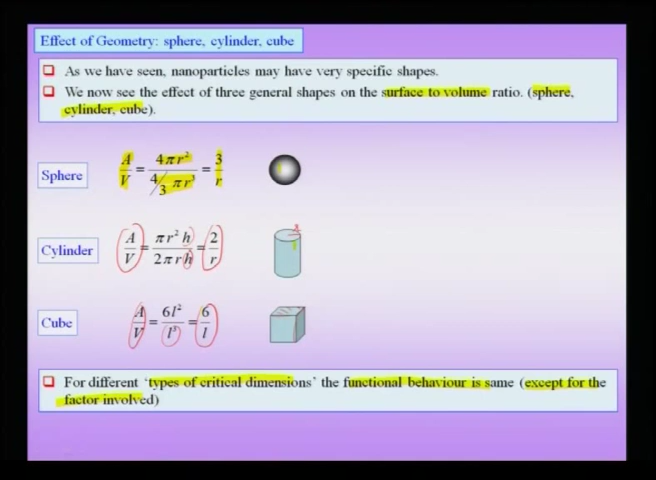 Effect of Geometry: sphere, cylinder, cube
As we have seen, nanoparticles may have very specific shapes.
We now see the effect of three general shapes on the surface to volume ratio. (sphere,
cylinder, cube).
Sphere A/V = 4πr²/(4/3 πr³) = 3/r
Cylinder A/V = πr²h/2πrh = 2/r
Cube A/V = 6l²/l³ = 6/l
For different ‘types of critical dimensions’ the functional behaviour is same (except for the
factor involved)